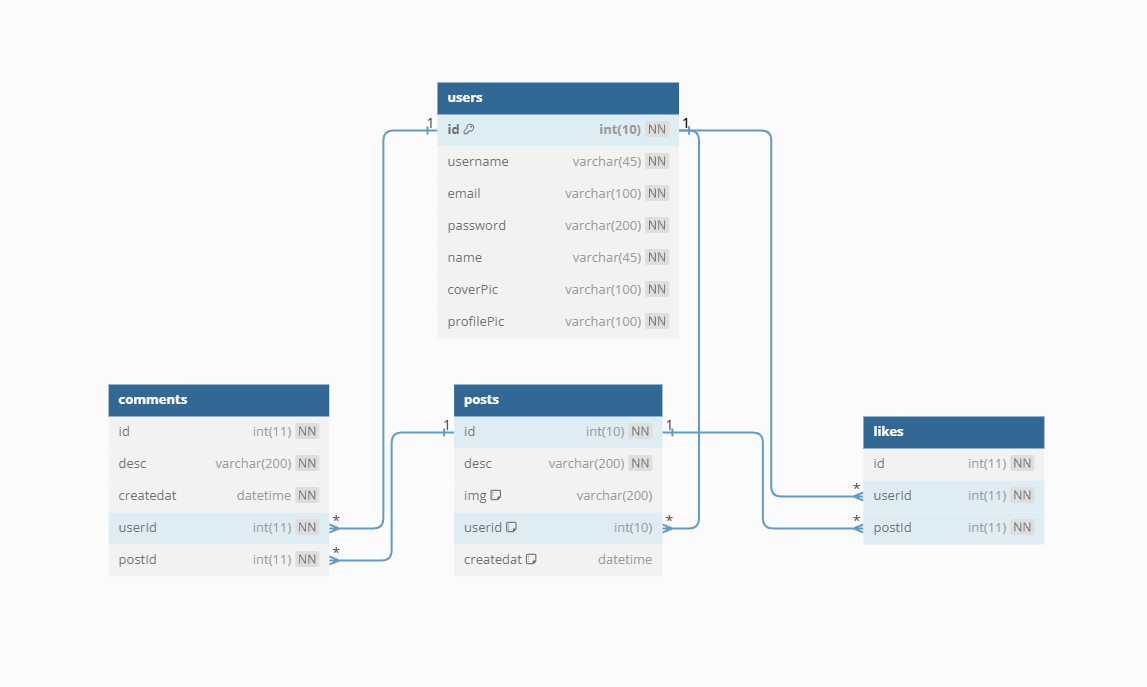 users
1 id int(10) NN 1
username varchar(45) NN
email varchar(100) NN
password varchar(200) NN
name varchar(45) NN
coverPic varchar(100) NN
profilePic varchar(100) NN
comments
id int(11) NN
desc varchar(200) NN
createdat datetime NN
userId int(11) NN *
postId int(11) NN *
posts
1 id int(10) NN 1
desc varchar(200) NN
img varchar(200)
userid int(10) *
createdat datetime
likes
id int(11) NN
* userId int(11) NN
* postId int(11) NN